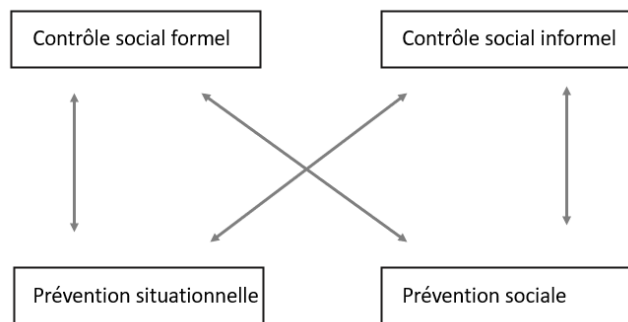 Contrôle social formel
Contrôle social informel
Prévention situationnelle
Prévention sociale